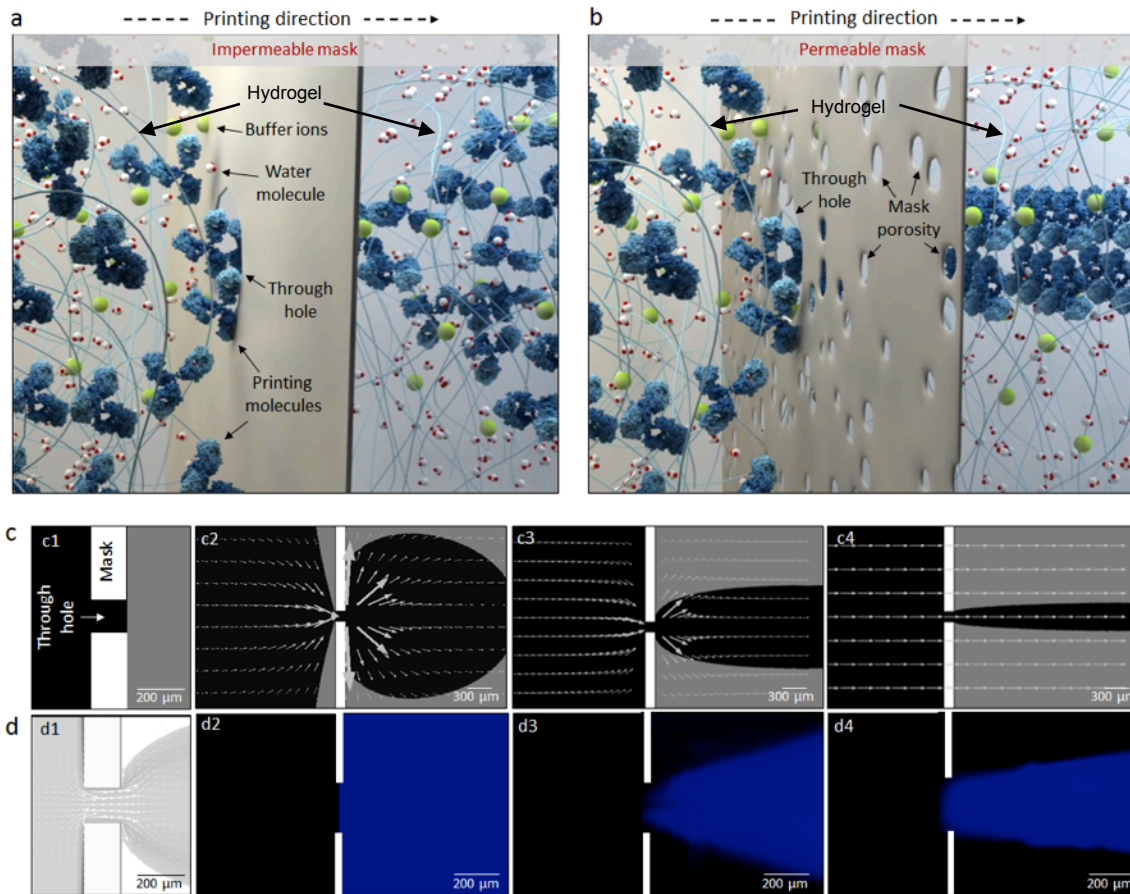 a
Printing direction
Impermeable mask
Hydrogel
Buffer ions
Water
molecule
Through
hole
Printing
molecules
b
Printing direction
Permeable mask
Hydrogel
Through
hole
Mask
porosity
c
c1
Mask
Through
hole
200 µm
c2
300 µm
c3
300 µm
c4
300 µm
d
d1
200 µm
d2
200 µm
d3
200 µm
d4
200 µm